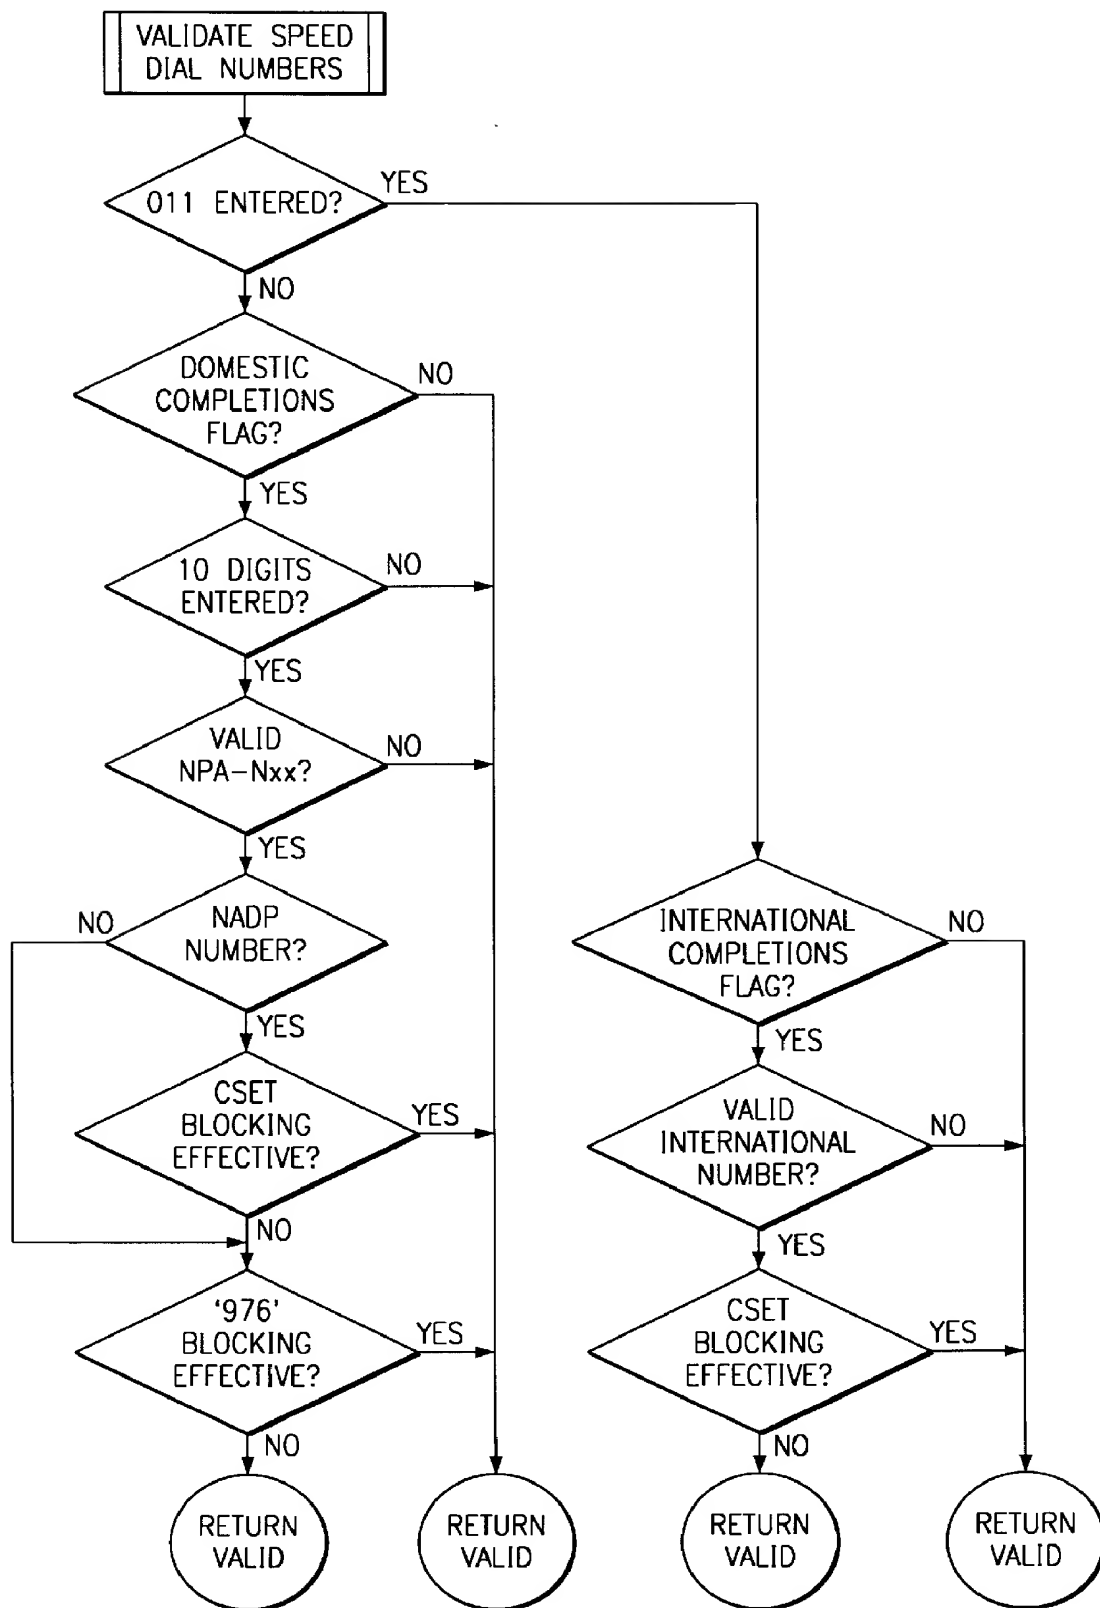 VALIDATE SPEED
DIAL NUMBERS
011 ENTERED?
YES
NO
DOMESTIC
COMPLETIONS
FLAG?
NO
YES
10 DIGITS
ENTERED?
NO
YES
VALID
NPA-Nxx?
NO
YES
NADP
NUMBER?
NO
YES
CSET
BLOCKING
EFFECTIVE?
YES
NO
'976'
BLOCKING
EFFECTIVE?
YES
NO
RETURN
VALID
RETURN
VALID
INTERNATIONAL
COMPLETIONS
FLAG?
NO
YES
VALID
INTERNATIONAL
NUMBER?
NO
YES
CSET
BLOCKING
EFFECTIVE?
YES
NO
RETURN
VALID
RETURN
VALID